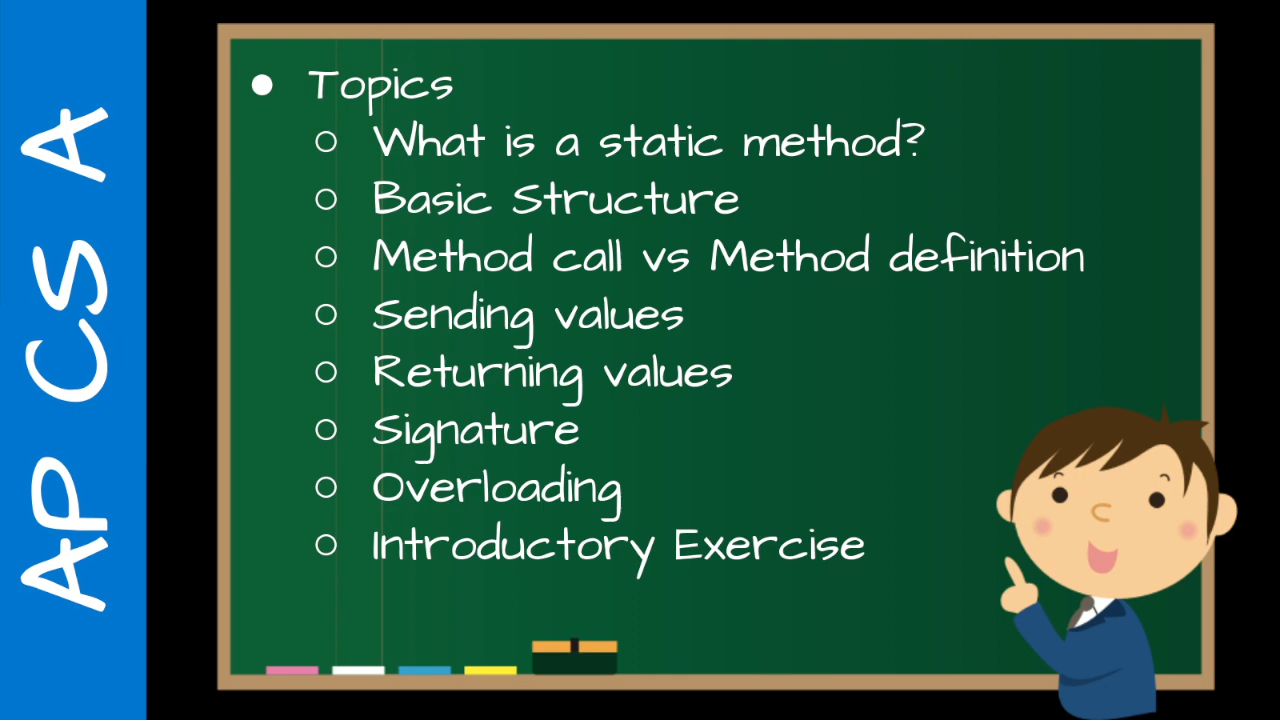 AP CS A
● Topics
○ What is a static method?
○ Basic Structure
○ Method call vs Method definition
○ Sending values
○ Returning values
○ Signature
○ Overloading
○ Introductory Exercise